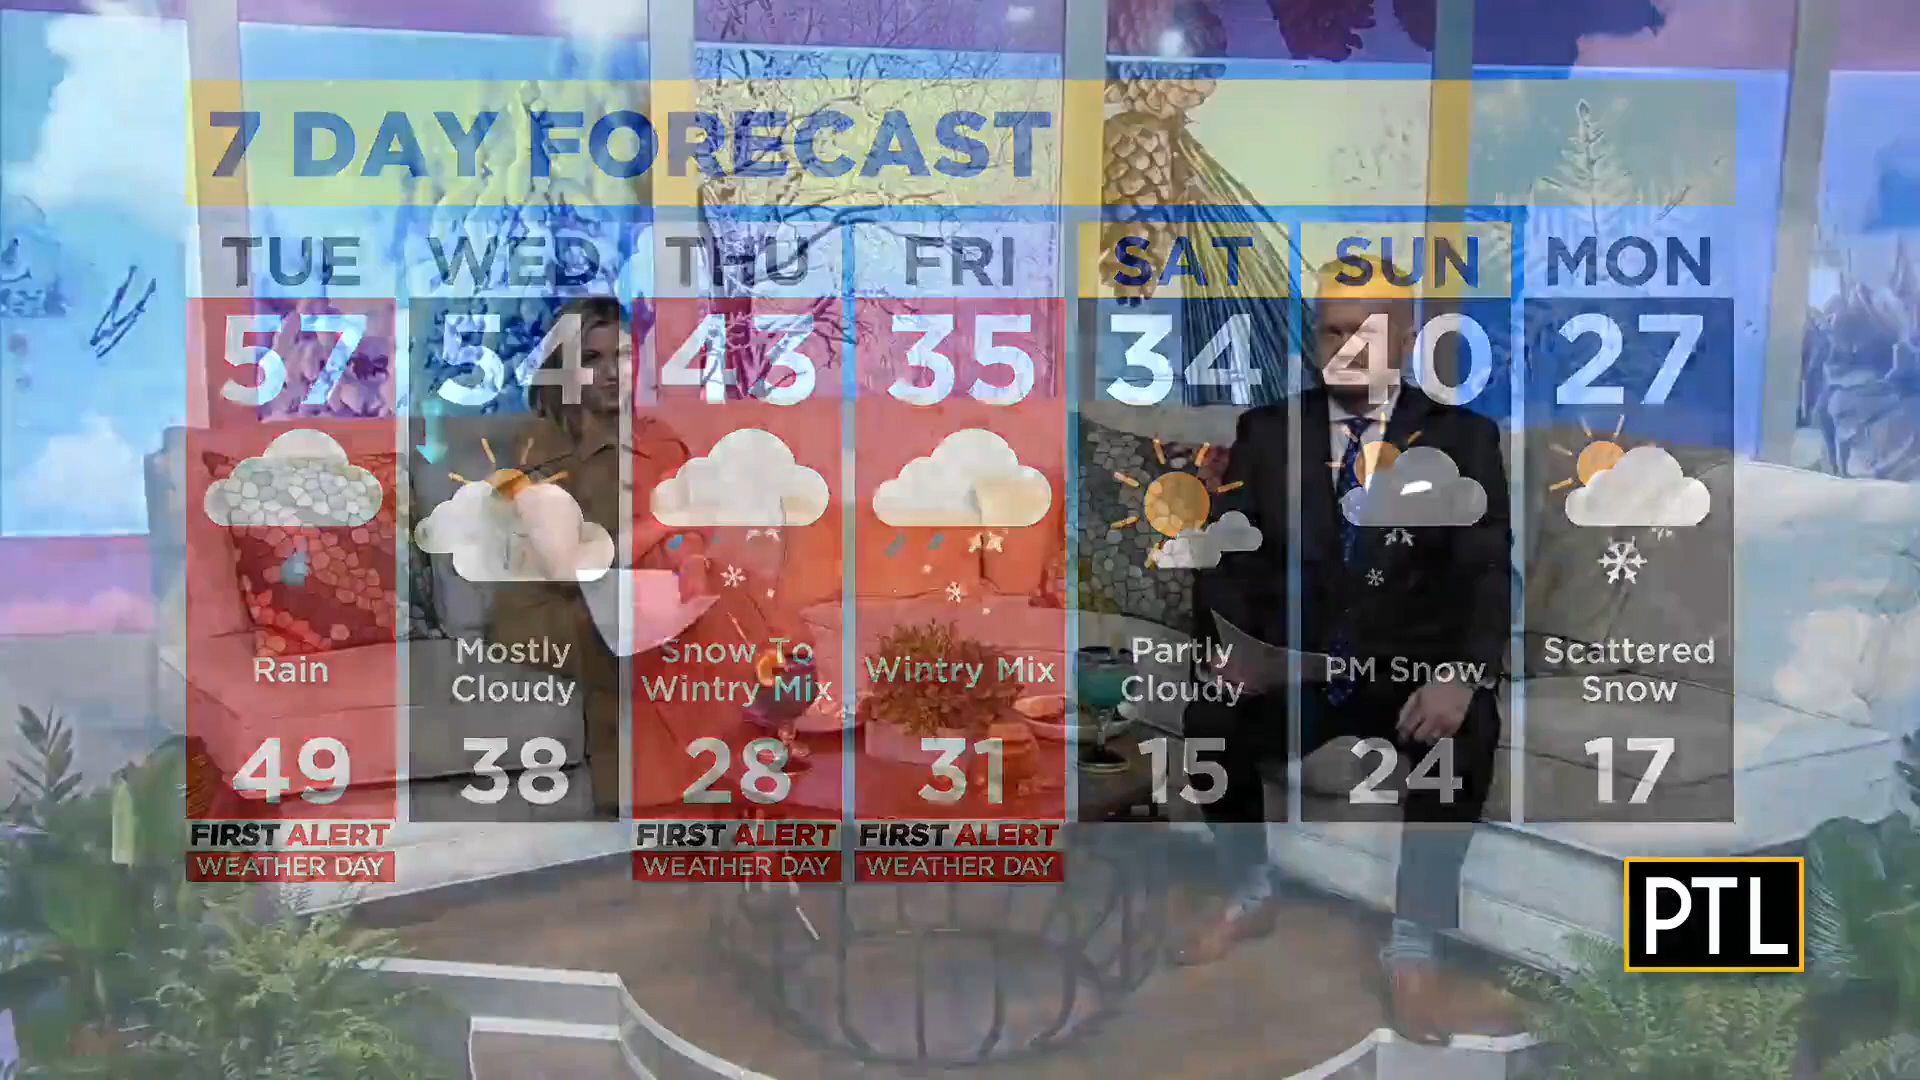 7 DAY FORECAST
TUE WED THU FRI SAT SUN MON
57 54 43 35 34 40 27
Rain
Mostly
Cloudy
Snow To
Wintry Mix
Wintry Mix
Partly
Cloudy
PM Snow
Scattered
Snow
49 38 28 31 15 24 17
FIRST ALERT
WEATHER DAY
FIRST ALERT
WEATHER DAY
FIRST ALERT
WEATHER DAY
PTL